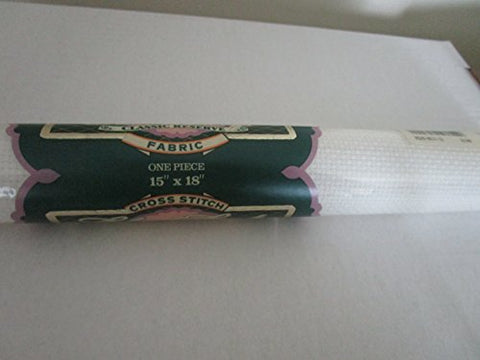 CLASSIC RESERVE
FABRIC
ONE PIECE
15" x 18"
CROSS STITCH